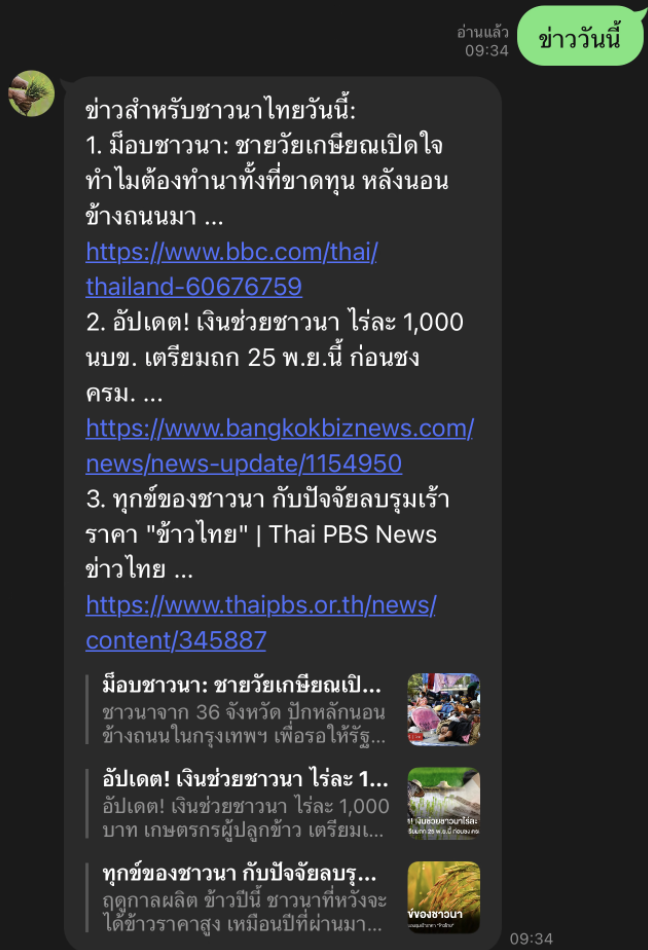 อ่านแล้ว
09:34
ข่าววันนี้
ข่าวสำหรับชาวนาไทยวันนี้:
1. ม็อบชาวนา: ชายวัยเกษียณเปิดใจ
ทำไมต้องทำนาทั้งที่ขาดทุน หลังนอน
ข้างถนนมา ...
https://www.bbc.com/thai/
thailand-60676759
2. อัปเดต! เงินช่วยชาวนา ไร่ละ 1,000
นบข. เตรียมถก 25 พ.ย.นี้ ก่อนชง
ครม. ...
https://www.bangkokbiznews.com/
news/news-update/1154950
3. ทุกข์ของชาวนา กับปัจจัยลบรุมเร้า
ราคา "ข้าวไทย" | Thai PBS News
ข่าวไทย ...
https://www.thaipbs.or.th/news/
content/345887
ม็อบชาวนา: ชายวัยเกษียณเปิ...
ชาวนาจาก 36 จังหวัด ปักหลักนอน
ข้างถนนในกรุงเทพฯ เพื่อรอให้รัฐ...
อัปเดต! เงินช่วยชาวนา ไร่ละ 1...
อัปเดต! เงินช่วยชาวนา ไร่ละ 1,000
บาท เกษตรกรผู้ปลูกข้าว เตรียมเ...
ทุกข์ของชาวนา กับปัจจัยลบรุ...
ฤดูกาลผลิต ข้าวปีนี้ ชาวนาที่หวังจะ
ได้ข้าวราคาสูง เหมือนปีที่ผ่านมา...
ข์ของชาวนา
09:34